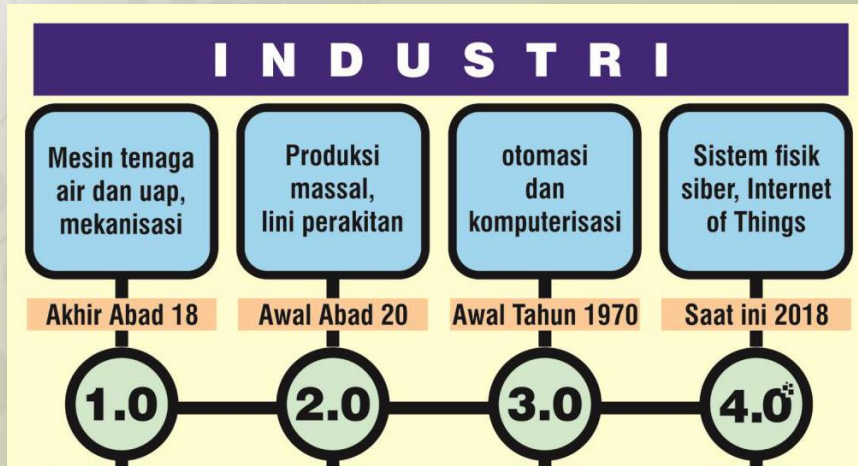 INDUSTRI
Mesin tenaga
air dan uap,
mekanisasi
Produksi
massal,
lini perakitan
otomasi
dan
komputerisasi
Sistem fisik
siber, Internet
of Things
Akhir Abad 18
Awal Abad 20
Awal Tahun 1970
Saat ini 2018
1.0
2.0
3.0
4.0